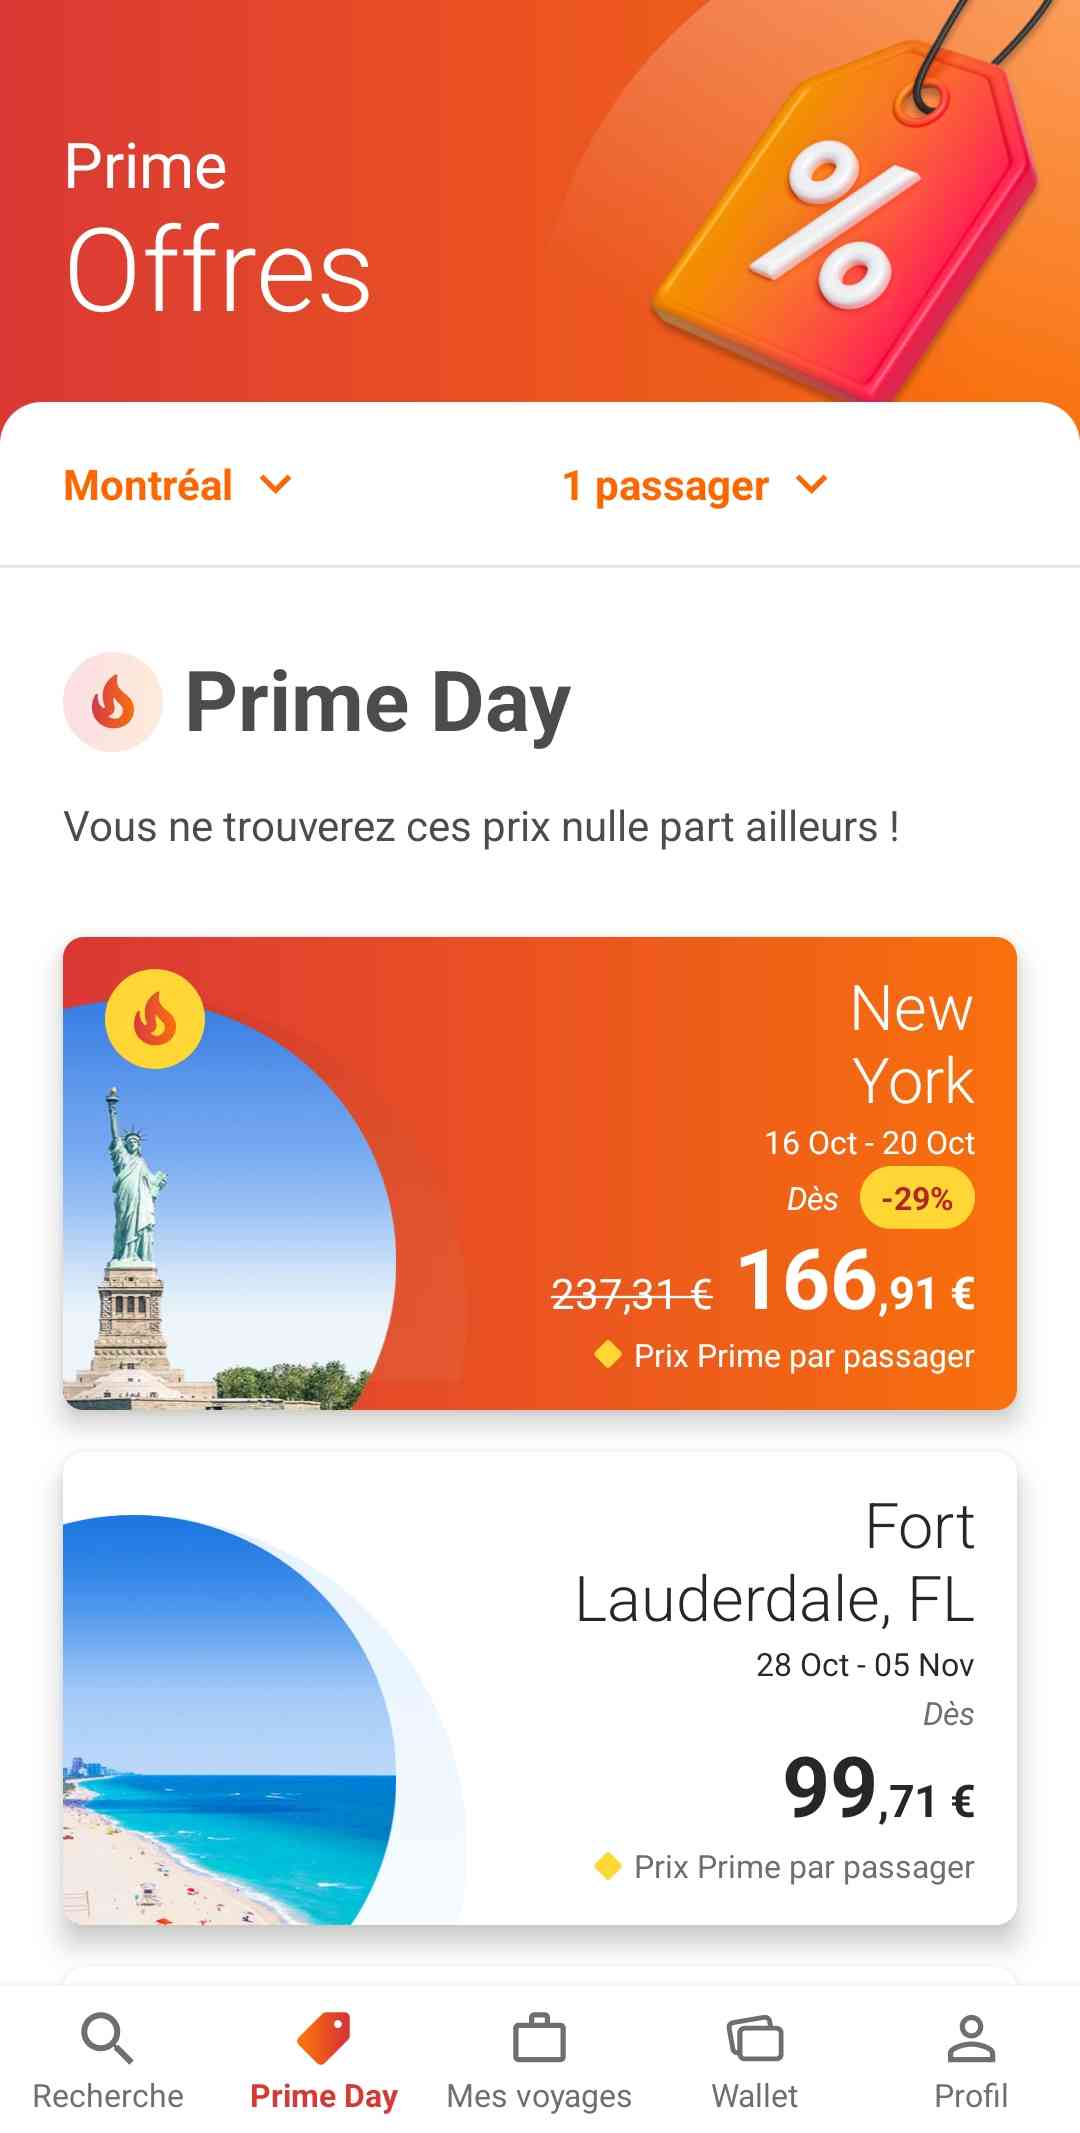 Prime
Offres
%
Montréal
1 passager
Prime Day
Vous ne trouverez ces prix nulle part ailleurs !
New
York
16 Oct - 20 Oct
Dès -29%
237,31 € 166,91 €
Prix Prime par passager
Fort
Lauderdale, FL
28 Oct - 05 Nov
Dès
99,71 €
Prix Prime par passager
Recherche
Prime Day
Mes voyages
Wallet
Profil